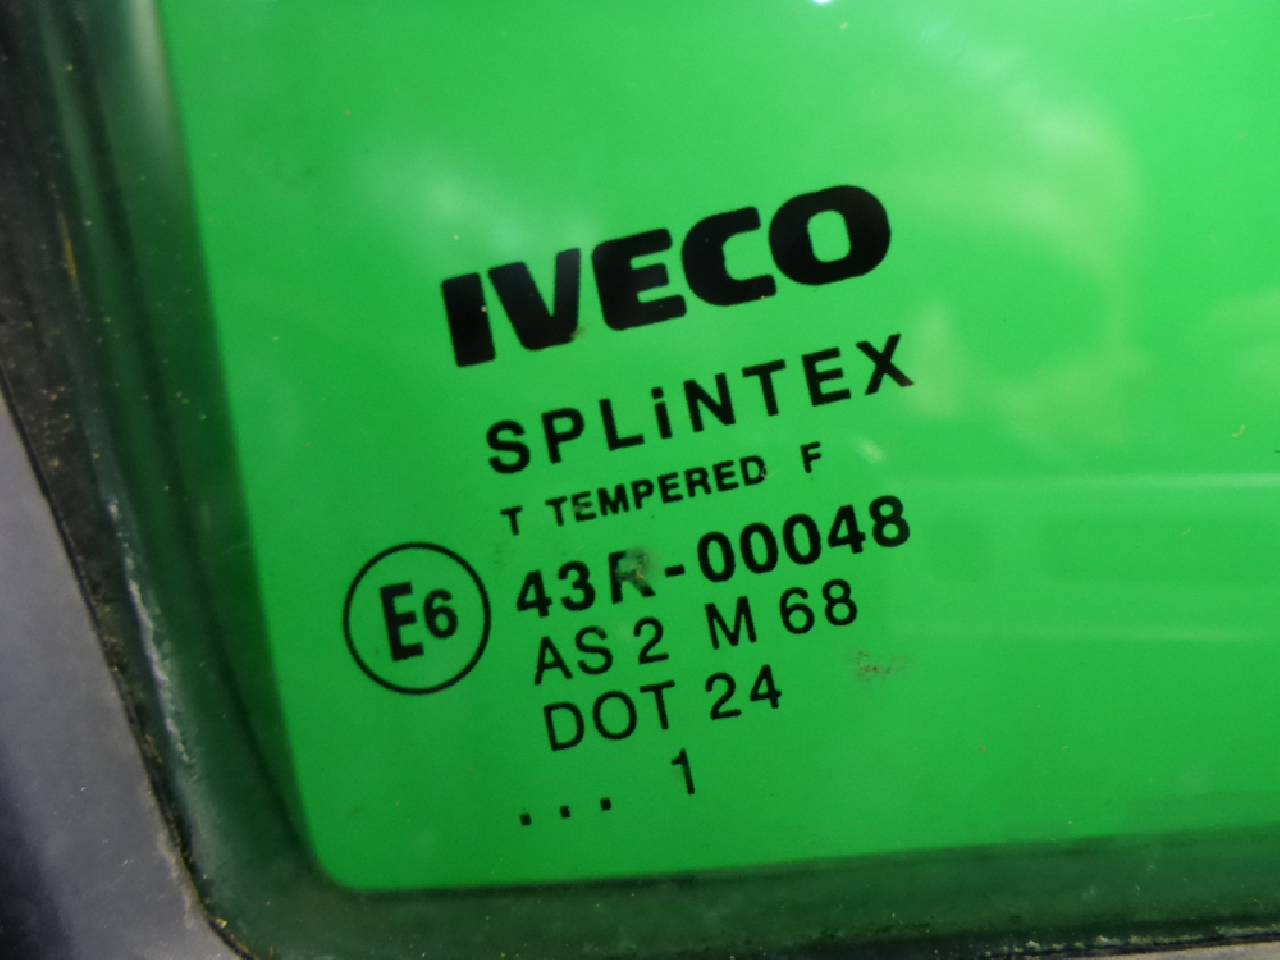 IVECO
SPLiNTEX
T TEMPERED F
E6 43R-00048
AS 2 M 68
DOT 24
... 1